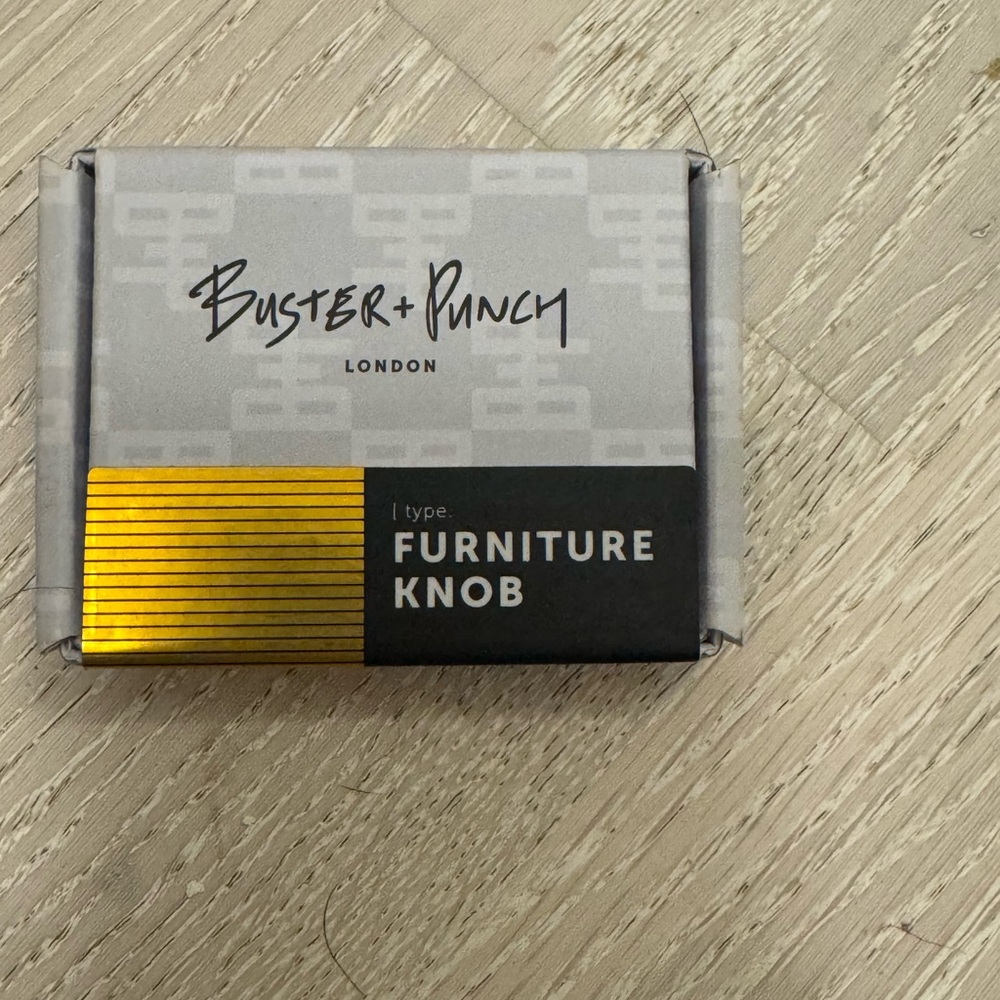 BUSTER + PUNCH
LONDON
| type.
FURNITURE
KNOB